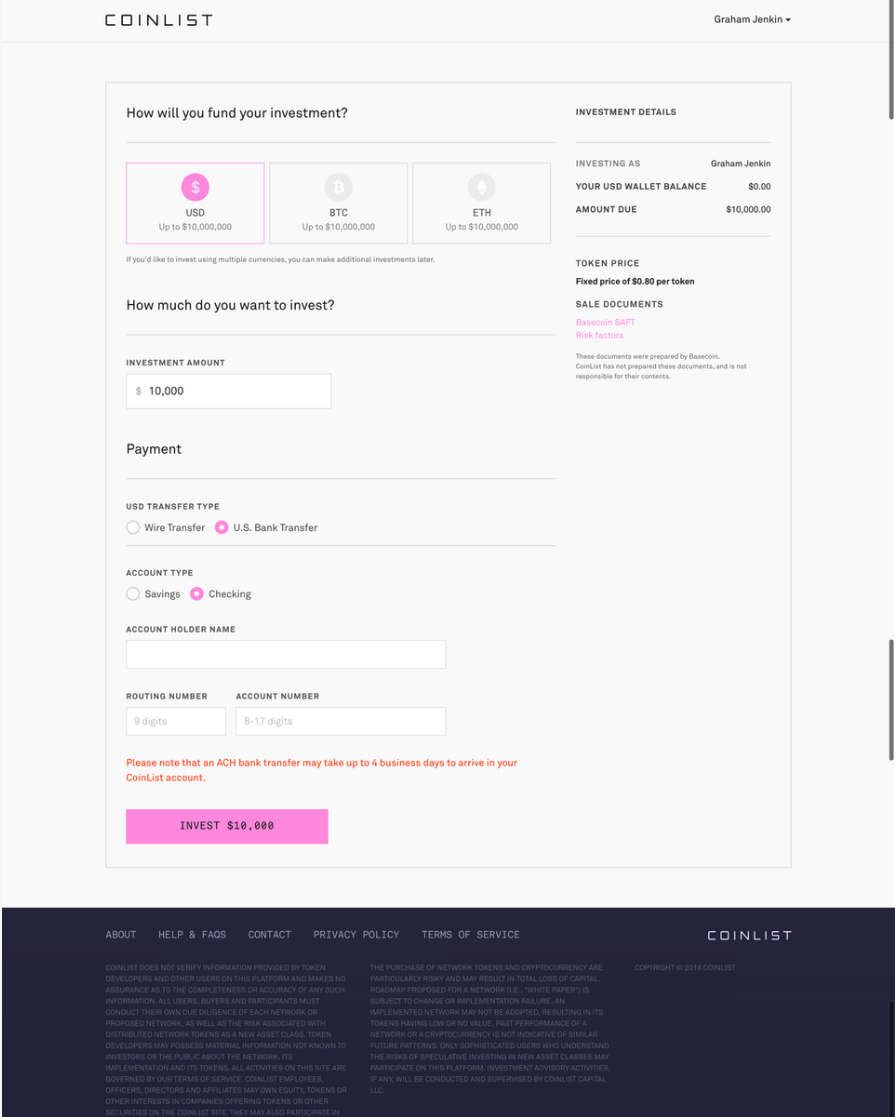 COINLIST
Graham Jenkin
How will you fund your investment?
$
USD
Up to $10,000,000
BTC
Up to $10,000,000
ETH
Up to $10,000,000
If you'd like to invest using multiple currencies, you can make additional investments later.
How much do you want to invest?
INVESTMENT AMOUNT
$ 10,000
Payment
USD TRANSFER TYPE
Wire Transfer U.S. Bank Transfer
ACCOUNT TYPE
Savings Checking
ACCOUNT HOLDER NAME
ROUTING NUMBER ACCOUNT NUMBER
9 digits 8-17 digits
Please note that an ACH bank transfer may take up to 4 business days to arrive in your
CoinList account.
INVEST $10,000
INVESTMENT DETAILS
INVESTING AS Graham Jenkin
YOUR USD WALLET BALANCE $0.00
AMOUNT DUE $10,000.00
TOKEN PRICE
Fixed price of $0.80 per token
SALE DOCUMENTS
Basecoin SAFT
Risk factors
These documents were prepared by Basecoin.
CoinList has not prepared these documents, and is not
responsible for their contents.
ABOUT HELP & FAQS CONTACT PRIVACY POLICY TERMS OF SERVICE
COINLIST
COINLIST DOES NOT VERIFY INFORMATION PROVIDED BY TOKEN
DEVELOPERS AND OTHER USERS ON THIS PLATFORM AND MAKES NO
ASSURANCE AS TO THE COMPLETENESS OR ACCURACY OF ANY SUCH
INFORMATION. ALL USERS, BUYERS AND PARTICIPANTS MUST
CONDUCT THEIR OWN DUE DILIGENCE OF EACH NETWORK OR
PROPOSED NETWORK, AS WELL AS THE RISK ASSOCIATED WITH
DISTRIBUTED NETWORK TOKENS AS A NEW ASSET CLASS. TOKEN
DEVELOPERS MAY POSSESS MATERIAL INFORMATION NOT KNOWN TO
INVESTORS OR THE PUBLIC ABOUT THE NETWORK, ITS
IMPLEMENTATION AND ITS TOKENS. ALL ACTIVITIES ON THIS SITE ARE
GOVERNED BY OUR TERMS OF SERVICE. COINLIST EMPLOYEES,
OFFICERS, DIRECTORS AND AFFILIATES MAY OWN EQUITY, TOKENS OR
OTHER INTERESTS IN COMPANIES OFFERING TOKENS OR OTHER
SECURITIES ON THE COINLIST SITE. THEY MAY ALSO PARTICIPATE IN
THE PURCHASE OF NETWORK TOKENS AND CRYPTOCURRENCY ARE
PARTICULARLY RISKY AND MAY RESULT IN TOTAL LOSS OF CAPITAL.
ROADMAP PROPOSED FOR A NETWORK (I.E., "WHITE PAPER") IS
SUBJECT TO CHANGE OR IMPLEMENTATION FAILURE. AN
IMPLEMENTED NETWORK MAY NOT BE ADOPTED, RESULTING IN ITS
TOKENS HAVING LOW OR NO VALUE. PAST PERFORMANCE OF A
NETWORK OR A CRYPTOCURRENCY IS NOT INDICATIVE OF SIMILAR
FUTURE PATTERNS. ONLY SOPHISTICATED USERS WHO UNDERSTAND
THE RISKS OF SPECULATIVE INVESTING IN NEW ASSET CLASSES MAY
PARTICIPATE ON THIS PLATFORM. INVESTMENT ADVISORY ACTIVITIES,
IF ANY, WILL BE CONDUCTED AND SUPERVISED BY COINLIST CAPITAL
LLC.
COPYRIGHT © 2018 COINLIST